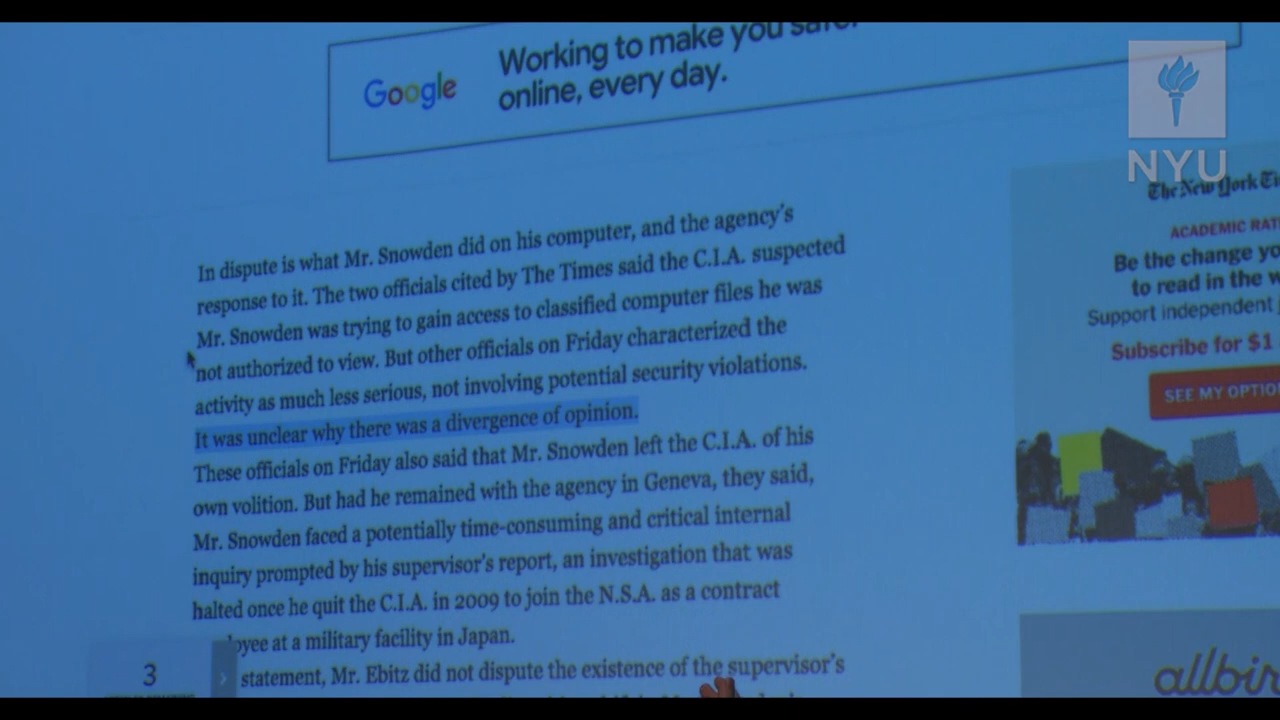 Working to make you safer
Google
online, every day.
NYU
The New York
ACADEMIC
Be the change
to read in the
Support independent
Subscribe for $1
SEE MY
In dispute is what Mr. Snowden did on his computer, and the agency's
response to it. The two officials cited by The Times said the C.I.A. suspected
Mr. Snowden was trying to gain access to classified computer files he was
not authorized to view. But other officials on Friday characterized the
activity as much less serious, not involving potential security violations.
It was unclear why there was a divergence of opinion.
These officials on Friday also said that Mr. Snowden left the C.I.A. of his
own volition. But had he remained with the agency in Geneva, they said,
Mr. Snowden faced a potentially time-consuming and critical internal
inquiry prompted by his supervisor's report, an investigation that was
halted once he quit the C.I.A. in 2009 to join the N.S.A. as a contract
oyee at a military facility in Japan.
statement, Mr. Ebitz did not dispute the existence of the supervisor's
3
allbir